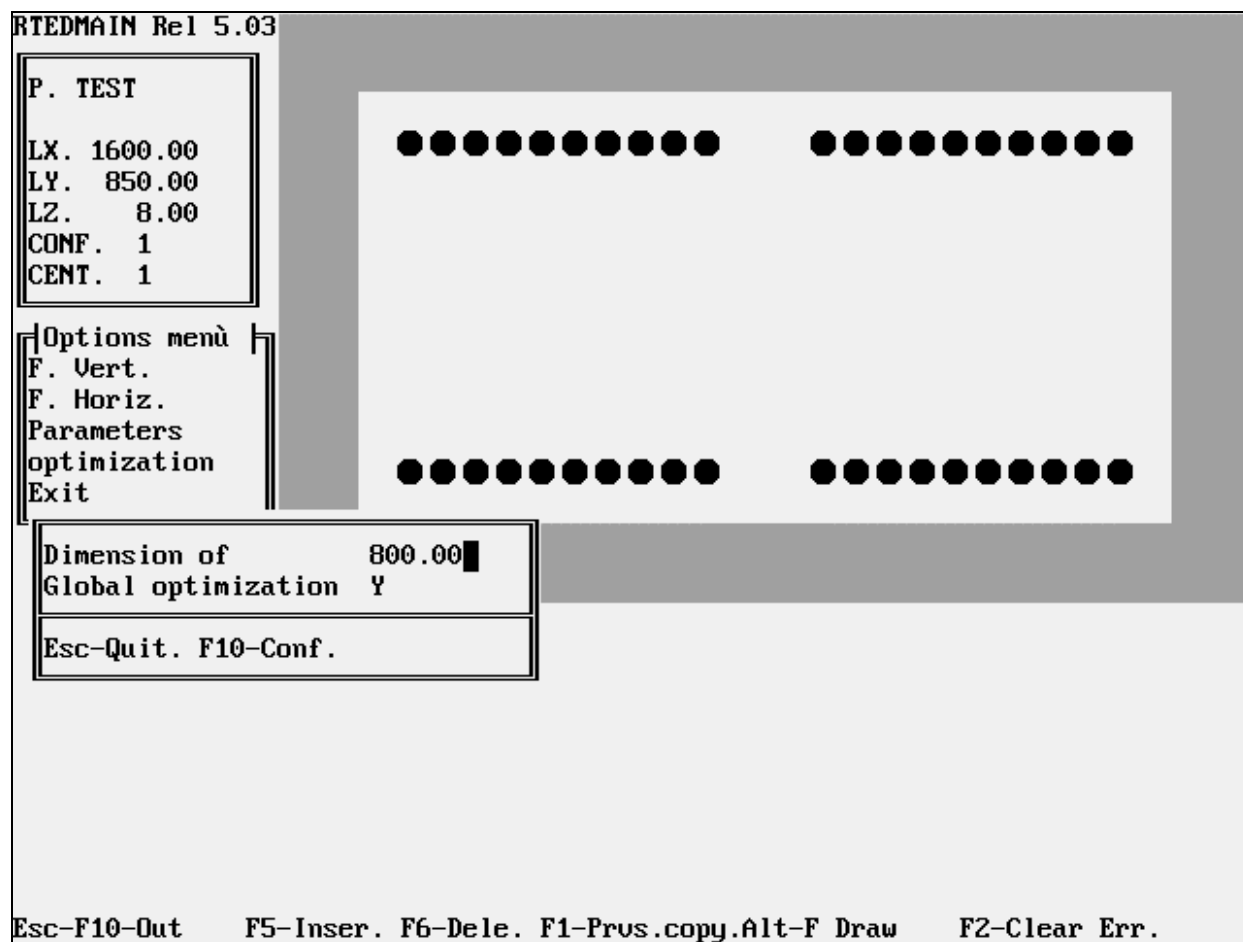 RTEDMAIN Rel 5.03
P. TEST
LX. 1600.00
LY. 850.00
LZ. 8.00
CONF. 1
CENT. 1
Options menù
F. Vert.
F. Horiz.
Parameters
optimization
Exit
Dimension of 800.00
Global optimization Y
Esc-Quit. F10-Conf.
Esc-F10-Out F5-Inser. F6-Dele. F1-Prvs.copy.Alt-F Draw F2-Clear Err.